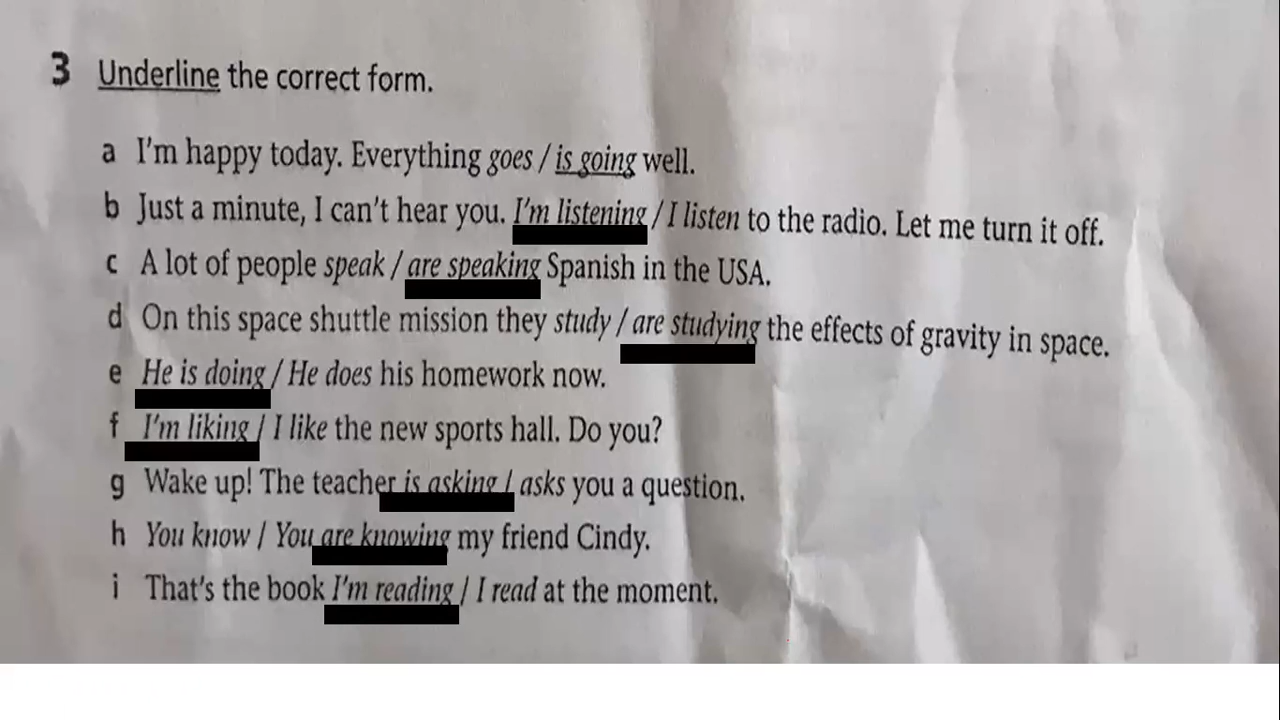 3 Underline the correct form.
a I'm happy today. Everything goes / is going well.
b Just a minute, I can't hear you. I'm listening / I listen to the radio. Let me turn it off.
c A lot of people speak / are speaking Spanish in the USA.
d On this space shuttle mission they study / are studying the effects of gravity in space.
e He is doing / He does his homework now.
f I'm liking / I like the new sports hall. Do you?
g Wake up! The teacher is asking / asks you a question.
h You know / You are knowing my friend Cindy.
i That's the book I'm reading / I read at the moment.